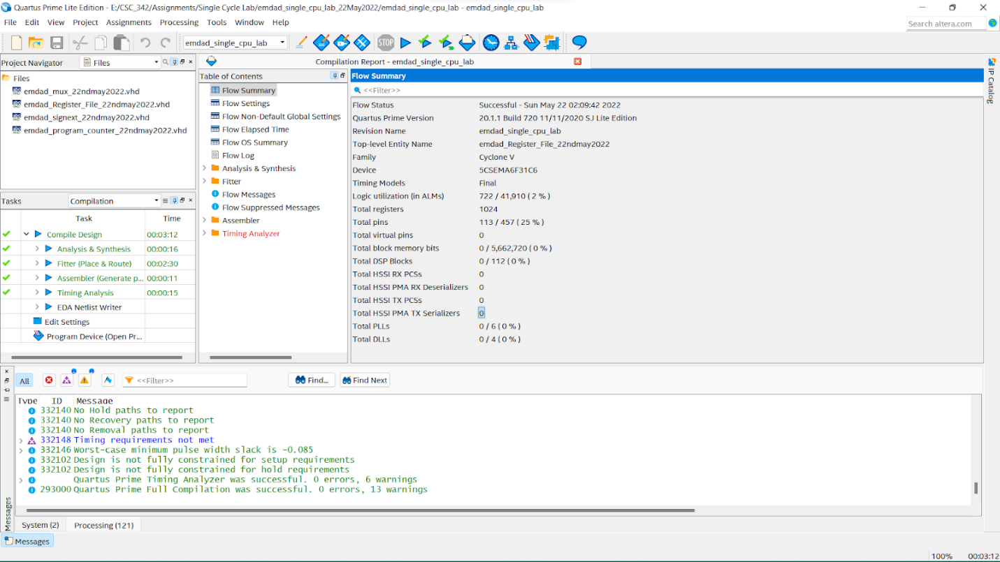 Quartus Prime Lite Edition - E:/CSC_342/Assignments/Single Cycle Lab/emdad_single_cpu_lab_22May2022/emdad_single_cpu_lab - emdad_single_cpu_lab
File Edit View Project Assignments Processing Tools Window Help
Search altera.com
emdad_single_cpu_lab
STOP
Project Navigator
Files
Files
emdad_mux_22ndmay2022.vhd
emdad_Register_File_22ndmay2022.vhd
emdad_signext_22ndmay2022.vhd
emdad_program_counter_22ndmay2022.vhd
Tasks
Compilation
Task Time
Compile Design 00:03:12
Analysis & Synthesis 00:00:16
Fitter (Place & Route) 00:02:30
Assembler (Generate p... 00:00:11
Timing Analysis 00:00:15
EDA Netlist Writer
Edit Settings
Program Device (Open Pr...
Compilation Report - emdad_single_cpu_lab
Table of Contents
Flow Summary
Flow Settings
Flow Non-Default Global Settings
Flow Elapsed Time
Flow OS Summary
Flow Log
Analysis & Synthesis
Fitter
Flow Messages
Flow Suppressed Messages
Assembler
Timing Analyzer
Flow Summary
<<Filter>>
Flow Status Successful - Sun May 22 02:09:42 2022
Quartus Prime Version 20.1.1 Build 720 11/11/2020 SJ Lite Edition
Revision Name emdad_single_cpu_lab
Top-level Entity Name emdad_Register_File_22ndmay2022
Family Cyclone V
Device 5CSEMA6F31C6
Timing Models Final
Logic utilization (in ALMs) 722 / 41,910 ( 2 % )
Total registers 1024
Total pins 113 / 457 ( 25 % )
Total virtual pins 0
Total block memory bits 0 / 5,662,720 ( 0 % )
Total DSP Blocks 0 / 112 ( 0 % )
Total HSSI RX PCSs 0
Total HSSI PMA RX Deserializers 0
Total HSSI TX PCSs 0
Total HSSI PMA TX Serializers 0
Total PLLs 0 / 6 ( 0 % )
Total DLLs 0 / 4 ( 0 % )
IP Catalog
All
<<Filter>>
Find...
Find Next
Type ID Message
332140 No Hold paths to report
332140 No Recovery paths to report
332140 No Removal paths to report
332148 Timing requirements not met
332146 Worst-case minimum pulse width slack is -0.085
332102 Design is not fully constrained for setup requirements
332102 Design is not fully constrained for hold requirements
Quartus Prime Timing Analyzer was successful. 0 errors, 6 warnings
293000 Quartus Prime Full Compilation was successful. 0 errors, 13 warnings
Messages
System (2) Processing (121)
Messages
100% 00:03:12